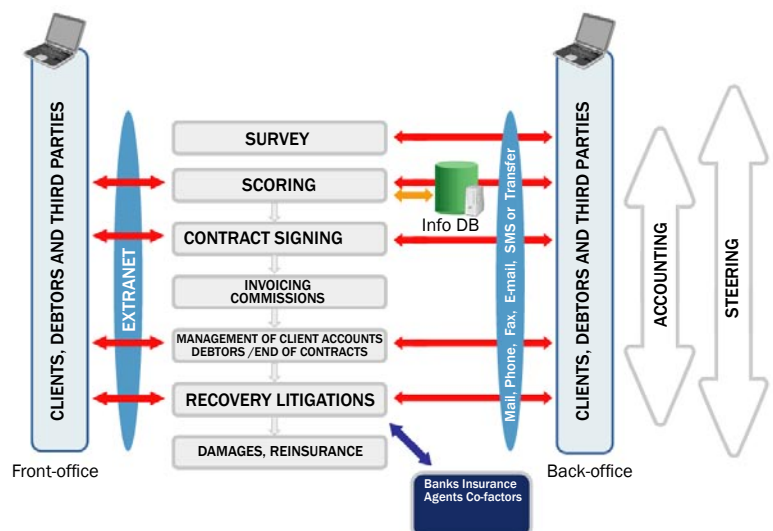 CLIENTS, DEBTORS AND THIRD PARTIES
Front-office
EXTRANET
SURVEY
SCORING
Info DB
CONTRACT SIGNING
INVOICING
COMMISSIONS
MANAGEMENT OF CLIENT ACCOUNTS
DEBTORS /END OF CONTRACTS
RECOVERY LITIGATIONS
DAMAGES, REINSURANCE
Banks Insurance
Agents Co-factors
Mail, Phone, Fax, E-mail, SMS or Transfer
CLIENTS, DEBTORS AND THIRD PARTIES
Back-office
ACCOUNTING
STEERING